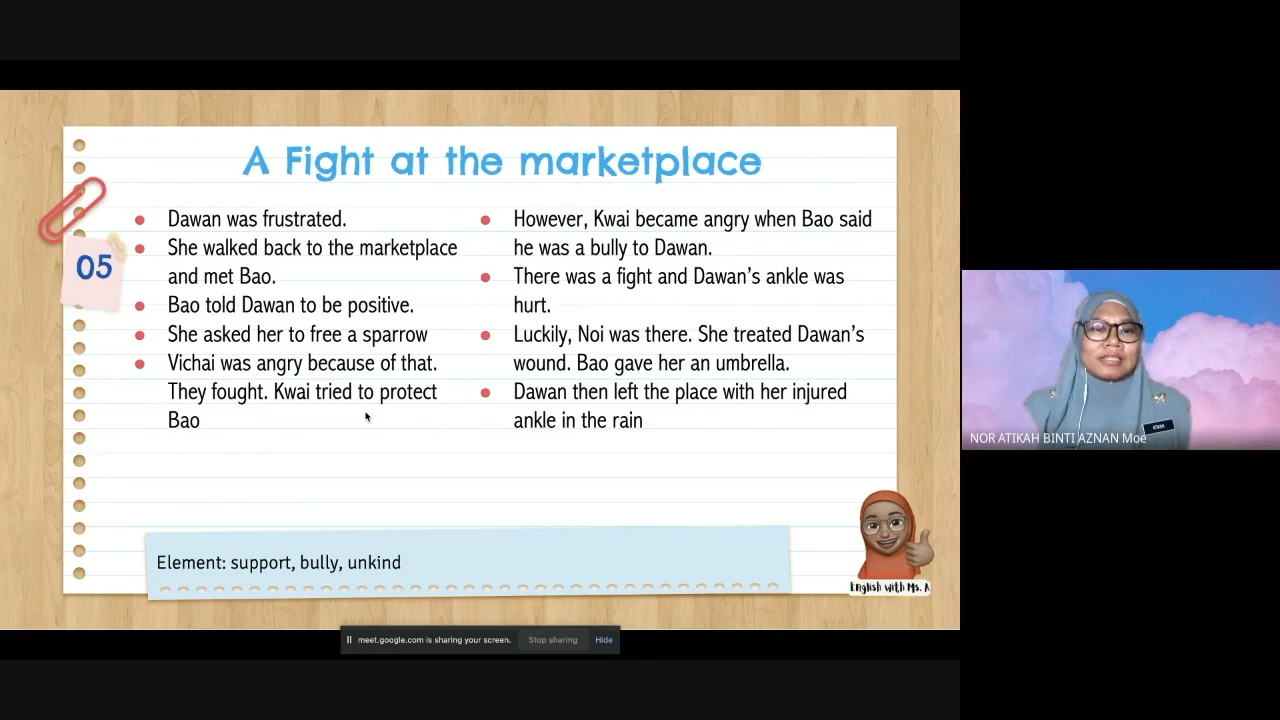 A Fight at the marketplace
05
Dawan was frustrated.
She walked back to the marketplace
and met Bao.
Bao told Dawan to be positive.
She asked her to free a sparrow
Vichai was angry because of that.
They fought. Kwai tried to protect
Bao
However, Kwai became angry when Bao said
he was a bully to Dawan.
There was a fight and Dawan’s ankle was
hurt.
Luckily, Noi was there. She treated Dawan’s
wound. Bao gave her an umbrella.
Dawan then left the place with her injured
ankle in the rain
Element: support, bully, unkind
English with Ms. A
meet.google.com is sharing your screen.
Stop sharing
Hide
NOR ATIKAH BINTI AZNAN Moe